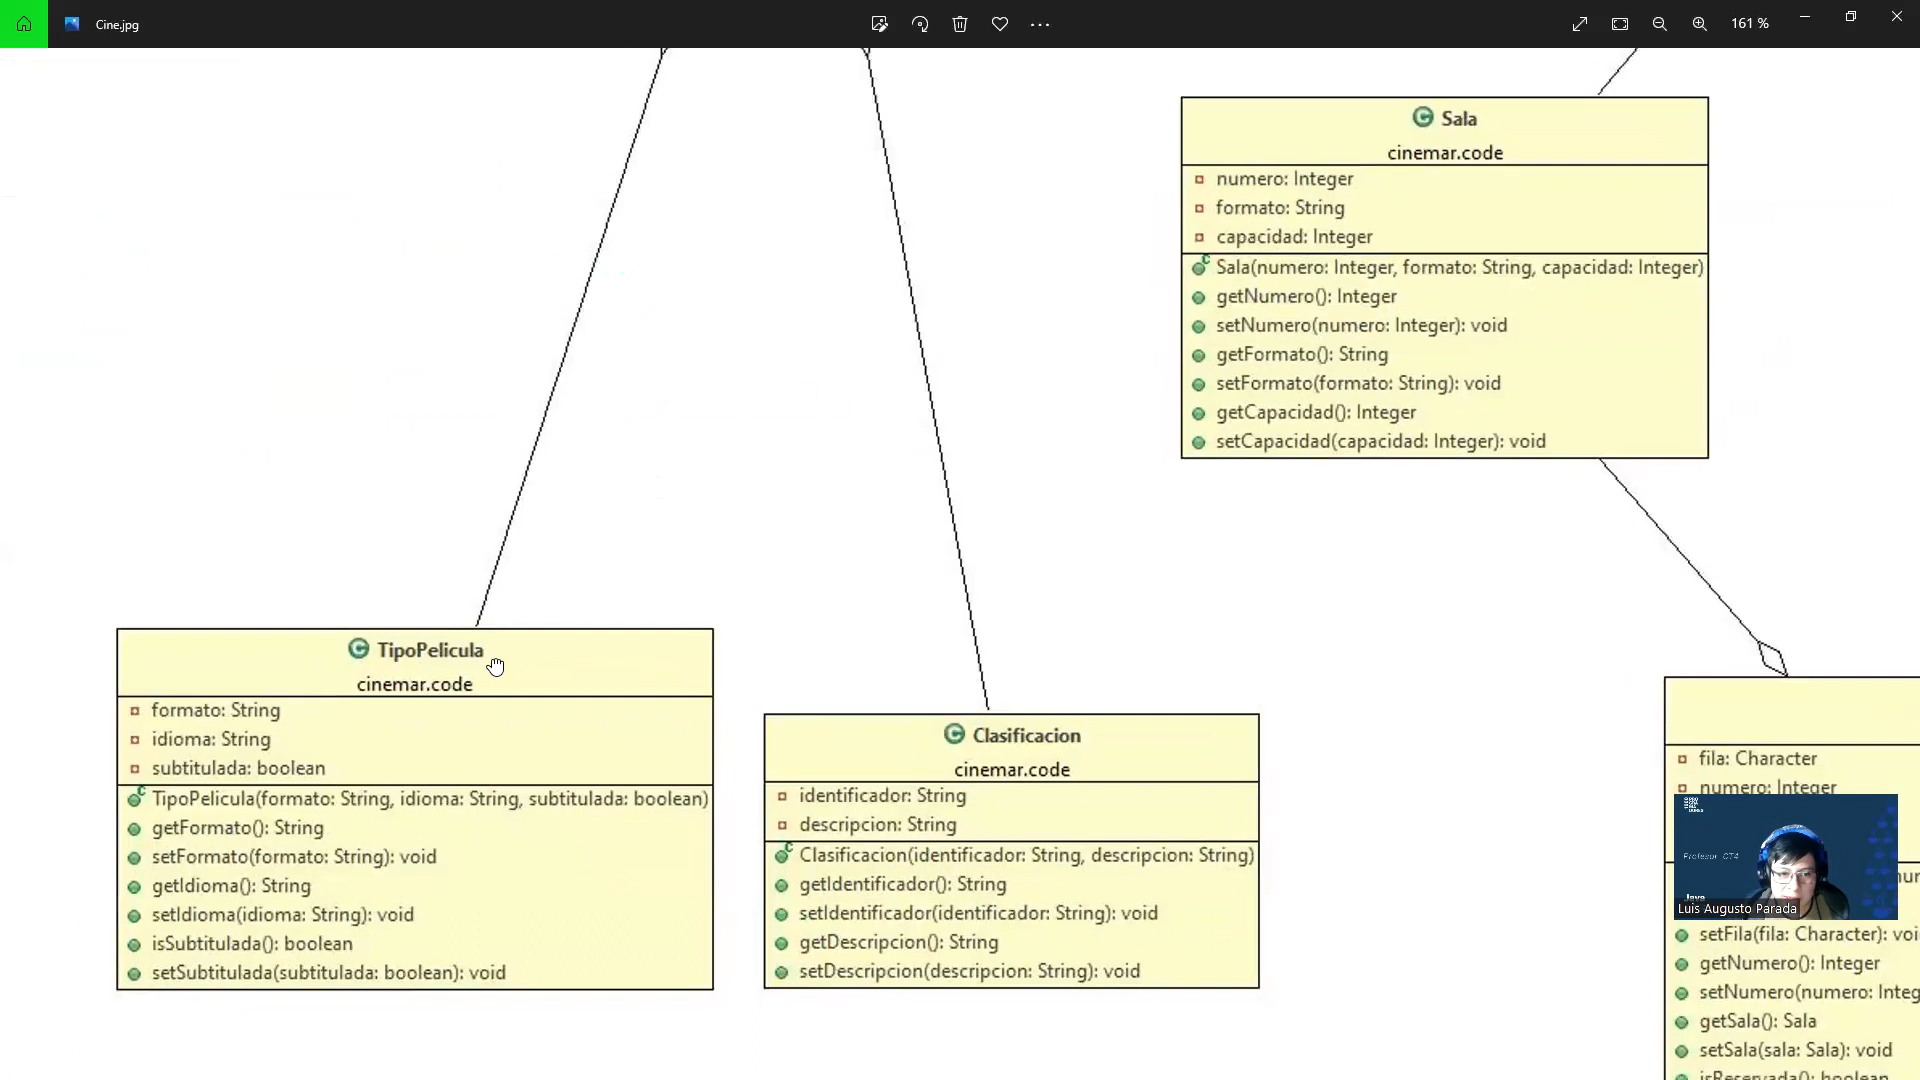 Cine.jpg
161 %
Sala
cinemar.code
numero: Integer
formato: String
capacidad: Integer
Sala(numero: Integer, formato: String, capacidad: Integer)
getNumero(): Integer
setNumero(numero: Integer): void
getFormato(): String
setFormato(formato: String): void
getCapacidad(): Integer
setCapacidad(capacidad: Integer): void
TipoPelicula
cinemar.code
formato: String
idioma: String
subtitulada: boolean
TipoPelicula(formato: String, idioma: String, subtitulada: boolean)
getFormato(): String
setFormato(formato: String): void
getIdioma(): String
setIdioma(idioma: String): void
isSubtitulada(): boolean
setSubtitulada(subtitulada: boolean): void
Clasificacion
cinemar.code
identificador: String
descripcion: String
Clasificacion(identificador: String, descripcion: String)
getIdentificador(): String
setIdentificador(identificador: String): void
getDescripcion(): String
setDescripcion(descripcion: String): void
fila: Character
numero: Integer
Profesor CT4
Java
Luis Augusto Parada
setFila(fila: Character): voi
getNumero(): Integer
setNumero(numero: Integ
getSala(): Sala
setSala(sala: Sala): void
isReservada(): boolean